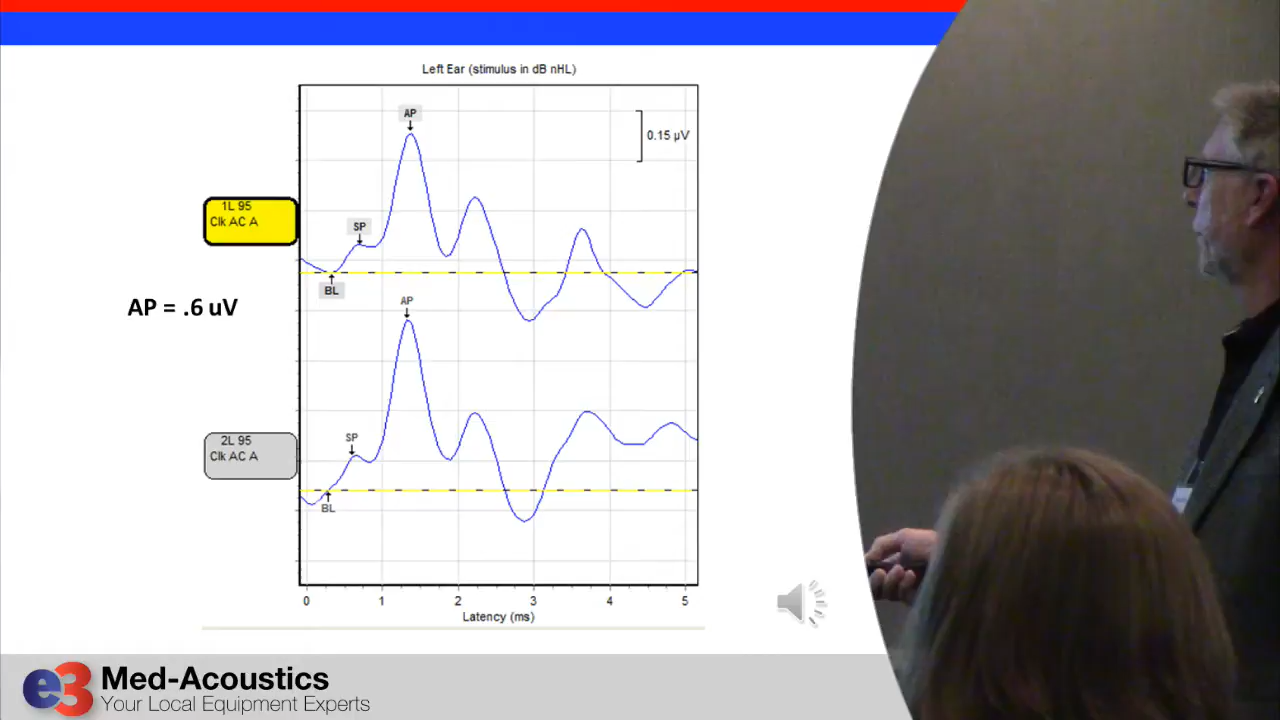 Left Ear (stimulus in dB nHL)
AP
0.15 µV
1L 95
Clk AC A
SP
BL
AP = .6 uV
AP
2L 95
Clk AC A
SP
BL
0 1 2 3 4 5
Latency (ms)
e3
Med-Acoustics
Your Local Equipment Experts